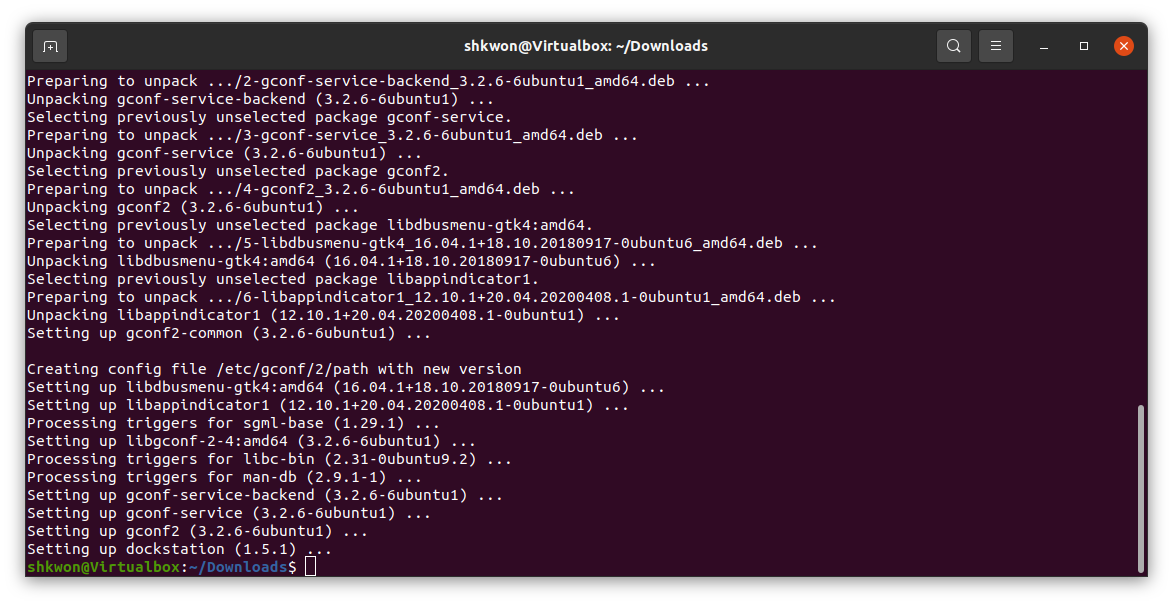 shkwon@Virtualbox: ~/Downloads
Preparing to unpack .../2-gconf-service-backend_3.2.6-6ubuntu1_amd64.deb ...
Unpacking gconf-service-backend (3.2.6-6ubuntu1) ...
Selecting previously unselected package gconf-service.
Preparing to unpack .../3-gconf-service_3.2.6-6ubuntu1_amd64.deb ...
Unpacking gconf-service (3.2.6-6ubuntu1) ...
Selecting previously unselected package gconf2.
Preparing to unpack .../4-gconf2_3.2.6-6ubuntu1_amd64.deb ...
Unpacking gconf2 (3.2.6-6ubuntu1) ...
Selecting previously unselected package libdbusmenu-gtk4:amd64.
Preparing to unpack .../5-libdbusmenu-gtk4_16.04.1+18.10.20180917-0ubuntu6_amd64.deb ...
Unpacking libdbusmenu-gtk4:amd64 (16.04.1+18.10.20180917-0ubuntu6) ...
Selecting previously unselected package libappindicator1.
Preparing to unpack .../6-libappindicator1_12.10.1+20.04.20200408.1-0ubuntu1_amd64.deb ...
Unpacking libappindicator1 (12.10.1+20.04.20200408.1-0ubuntu1) ...
Setting up gconf2-common (3.2.6-6ubuntu1) ...

Creating config file /etc/gconf/2/path with new version
Setting up libdbusmenu-gtk4:amd64 (16.04.1+18.10.20180917-0ubuntu6) ...
Setting up libappindicator1 (12.10.1+20.04.20200408.1-0ubuntu1) ...
Processing triggers for sgml-base (1.29.1) ...
Setting up libgconf-2-4:amd64 (3.2.6-6ubuntu1) ...
Processing triggers for libc-bin (2.31-0ubuntu9.2) ...
Processing triggers for man-db (2.9.1-1) ...
Setting up gconf-service-backend (3.2.6-6ubuntu1) ...
Setting up gconf-service (3.2.6-6ubuntu1) ...
Setting up gconf2 (3.2.6-6ubuntu1) ...
Setting up dockstation (1.5.1) ...
shkwon@Virtualbox:~/Downloads$